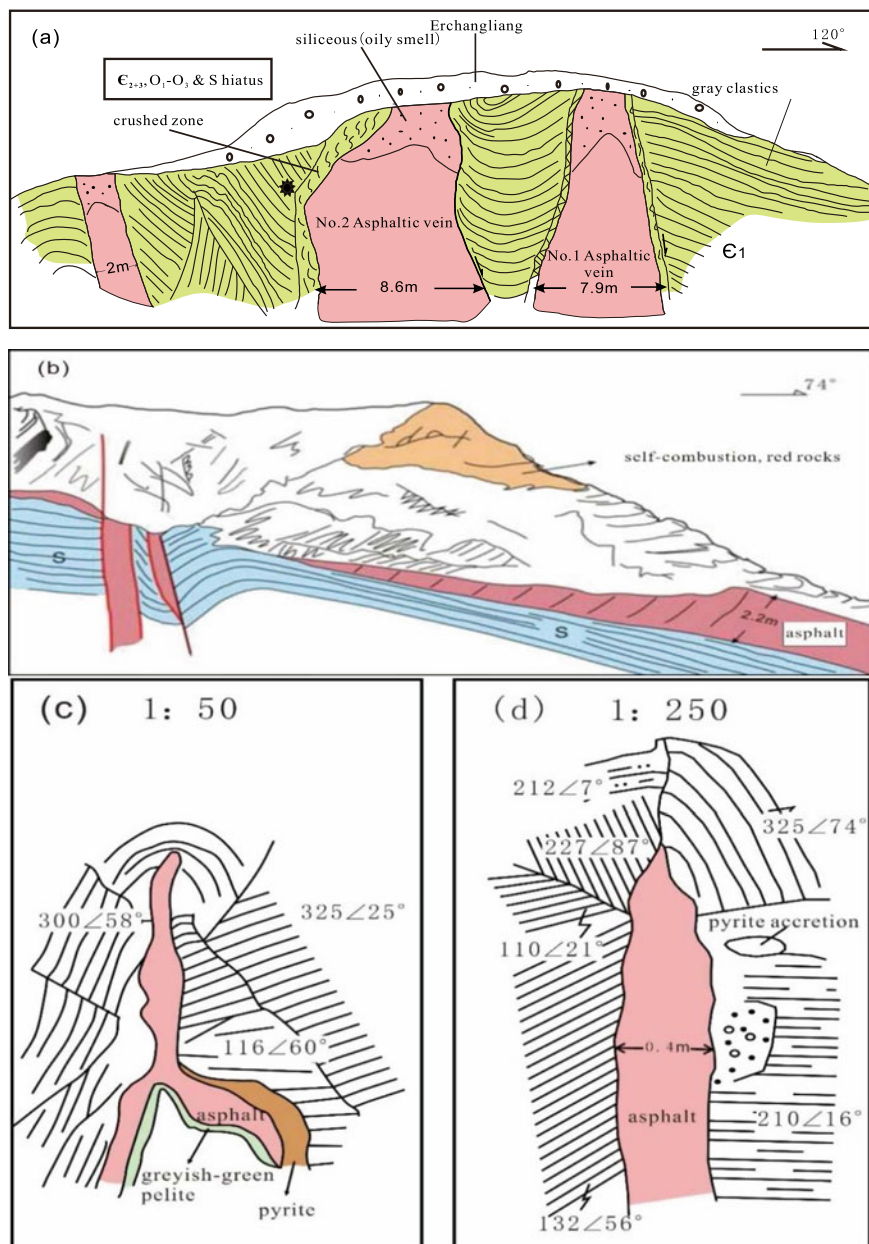 (a)
Erchangliang
siliceous(oily smell)
120°
Є₂₊₃, O₁-O₃ & S hiatus
gray clastics
crushed zone
No.2 Asphaltic vein
No.1 Asphaltic
vein
Є1
2m
8.6m
7.9m
(b)
74°
self-combustion, red rocks
S
S
2.2m
asphalt
(c) 1: 50
300∠58°
325∠25°
116∠60°
asphalt
greyish-green
pelite
pyrite
(d) 1: 250
212∠7°
325∠74°
227∠87°
pyrite accretion
110∠21°
0.4m
asphalt
210∠16°
132∠56°